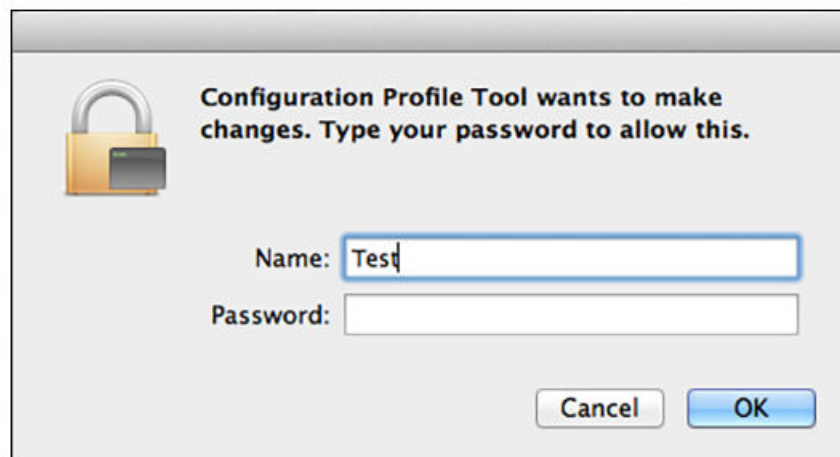 Configuration Profile Tool wants to make
changes. Type your password to allow this.
Name: Test
Password:
Cancel OK